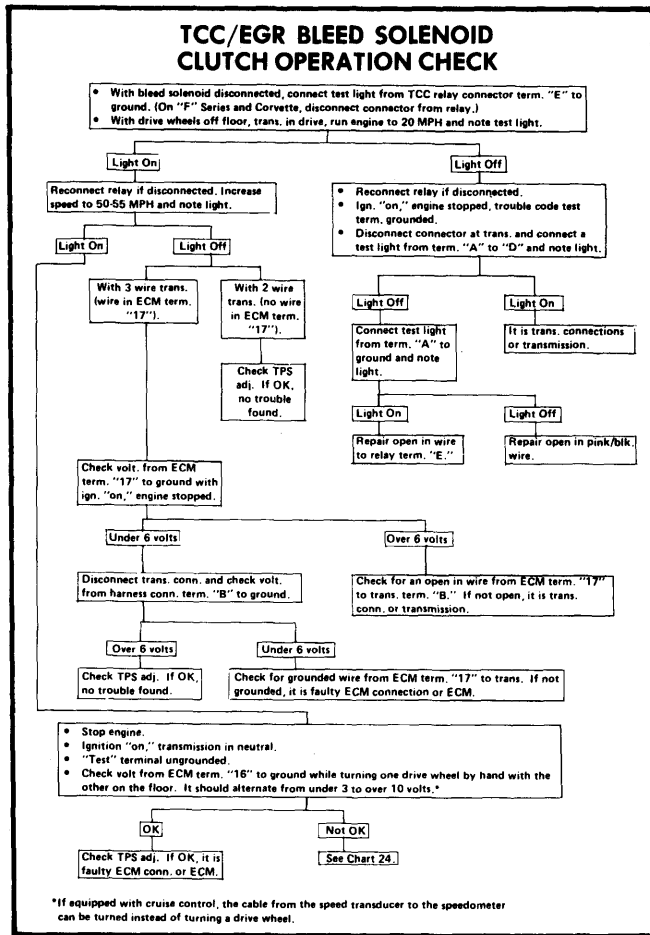 TCC/EGR BLEED SOLENOID
CLUTCH OPERATION CHECK
• With bleed solenoid disconnected, connect test light from TCC relay connector term. "E" to
ground. (On "F" Series and Corvette, disconnect connector from relay.)
• With drive wheels off floor, trans. in drive, run engine to 20 MPH and note test light.
Light On
Light Off
Reconnect relay if disconnected. Increase
speed to 50-55 MPH and note light.
• Reconnect relay if disconnected.
• Ign. "on," engine stopped, trouble code test
term. grounded.
• Disconnect connector at trans. and connect a
test light from term. "A" to "D" and note light.
Light On
Light Off
With 3 wire trans.
(wire in ECM term.
"17").
With 2 wire
trans. (no wire
in ECM term.
"17").
Light Off
Light On
Connect test light
from term. "A" to
ground and note
light.
It is trans. connections
or transmission.
Check TPS
adj. If OK,
no trouble
found.
Light On
Light Off
Repair open in wire
to relay term. "E."
Repair open in pink/blk.
wire.
Check volt. from ECM
term. "17" to ground with
ign. "on," engine stopped.
Under 6 volts
Over 6 volts
Disconnect trans. conn. and check volt.
from harness conn. term. "B" to ground.
Check for an open in wire from ECM term. "17"
to trans. term. "B." If not open, it is trans.
conn. or transmission.
Over 6 volts
Under 6 volts
Check TPS adj. If OK,
no trouble found.
Check for grounded wire from ECM term. "17" to trans. If not
grounded, it is faulty ECM connection or ECM.
• Stop engine.
• Ignition "on," transmission in neutral.
• "Test" terminal ungrounded.
• Check volt from ECM term. "16" to ground while turning one drive wheel by hand with the
other on the floor. It should alternate from under 3 to over 10 volts.*
OK
Not OK
Check TPS adj. If OK, it is
faulty ECM conn. or ECM.
See Chart 24.
*If equipped with cruise control, the cable from the speed transducer to the speedometer
can be turned instead of turning a drive wheel.